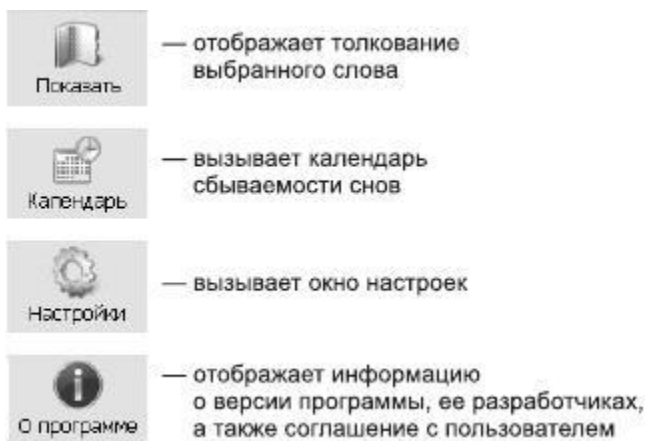 — отображает толкование
выбранного слова
Показать
— вызывает календарь
сбываемости снов
Календарь
— вызывает окно настроек
Настройки
— отображает информацию
о версии программы, ее разработчиках,
О программе
а также соглашение с пользователем